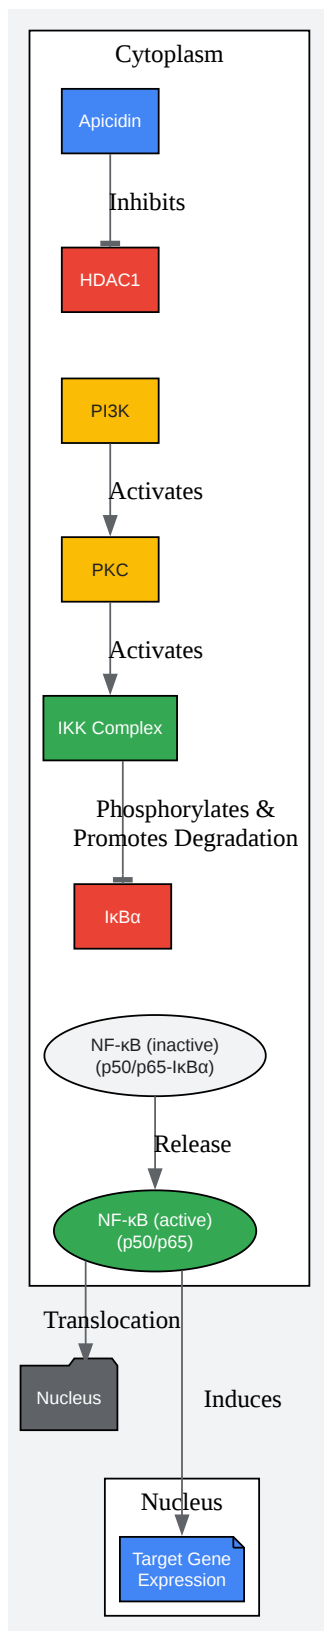 Cytoplasm
Apicidin
Inhibits
HDAC1
PI3K
Activates
PKC
Activates
IKK Complex
Phosphorylates &
Promotes Degradation
IκBα
NF-κB (inactive)
(p50/p65-IκBα)
Release
NF-κB (active)
(p50/p65)
Translocation
Nucleus
Induces
Nucleus
Target Gene
Expression